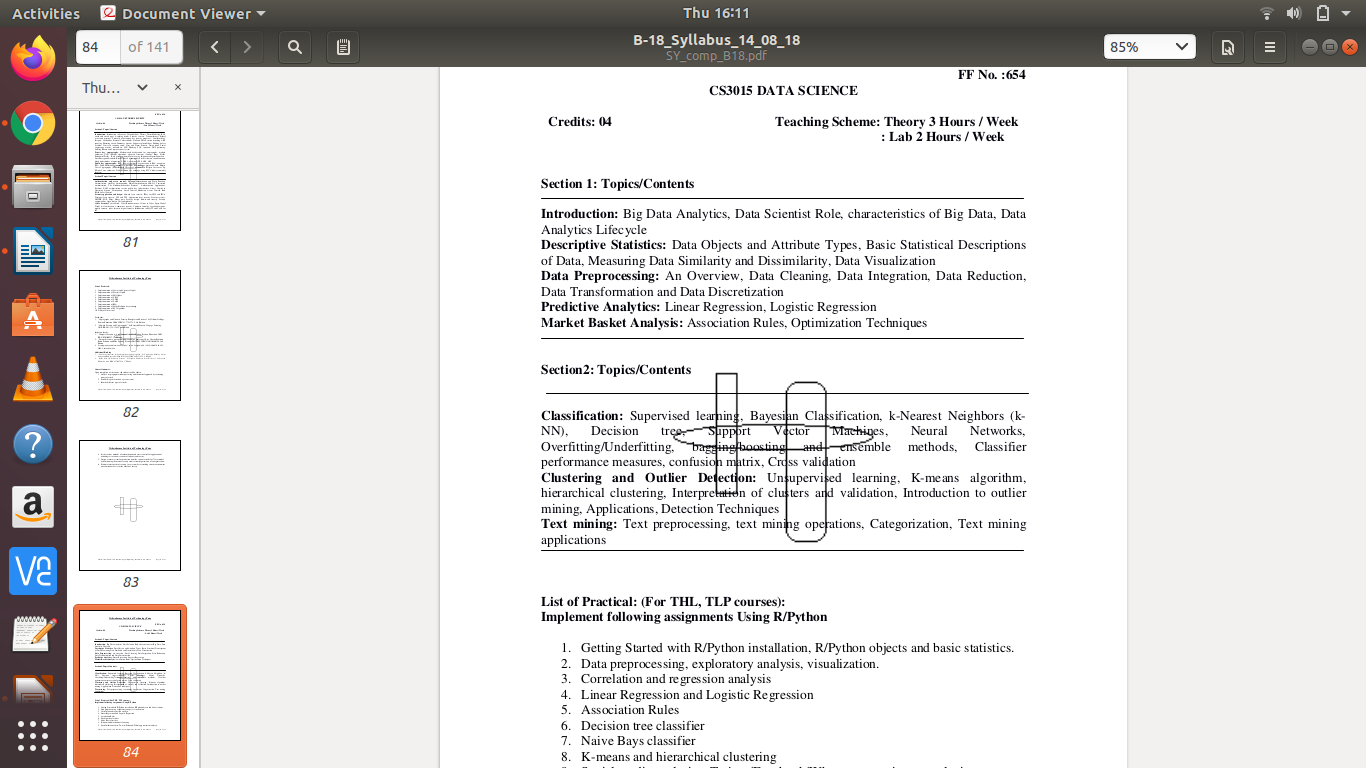 Activities
Document Viewer
Thu 16:11
84
of 141
B-18_Syllabus_14_08_18
SY_comp_B18.pdf
85%
Thu…
81
82
83
84
FF No. :654
CS3015 DATA SCIENCE
Credits: 04
Teaching Scheme: Theory 3 Hours / Week
: Lab 2 Hours / Week
Section 1: Topics/Contents
Introduction: Big Data Analytics, Data Scientist Role, characteristics of Big Data, Data
Analytics Lifecycle
Descriptive Statistics: Data Objects and Attribute Types, Basic Statistical Descriptions
of Data, Measuring Data Similarity and Dissimilarity, Data Visualization
Data Preprocessing: An Overview, Data Cleaning, Data Integration, Data Reduction,
Data Transformation and Data Discretization
Predictive Analytics: Linear Regression, Logistic Regression
Market Basket Analysis: Association Rules, Optimization Techniques
Section2: Topics/Contents
Classification: Supervised learning, Bayesian Classification, k-Nearest Neighbors (k-
NN), Decision tree, Support Vector Machines, Neural Networks,
Overfitting/Underfitting, bagging/boosting and ensemble methods, Classifier
performance measures, confusion matrix, Cross validation
Clustering and Outlier Detection: Unsupervised learning, K-means algorithm,
hierarchical clustering, Interpretation of clusters and validation, Introduction to outlier
mining, Applications, Detection Techniques
Text mining: Text preprocessing, text mining operations, Categorization, Text mining
applications
List of Practical: (For THL, TLP courses):
Implement following assignments Using R/Python
1. Getting Started with R/Python installation, R/Python objects and basic statistics.
2. Data preprocessing, exploratory analysis, visualization.
3. Correlation and regression analysis
4. Linear Regression and Logistic Regression
5. Association Rules
6. Decision tree classifier
7. Naive Bays classifier
8. K-means and hierarchical clustering